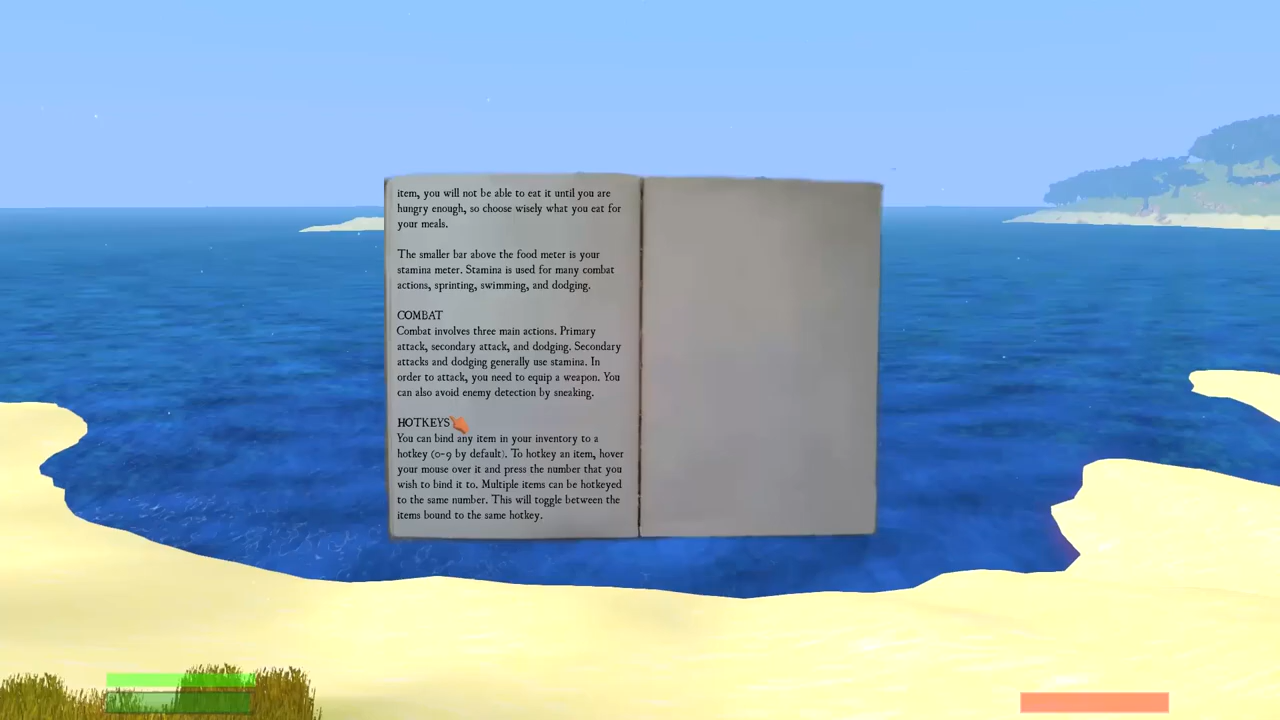 item, you will not be able to eat it until you are
hungry enough, so choose wisely what you eat for
your meals.
The smaller bar above the food meter is your
stamina meter. Stamina is used for many combat
actions, sprinting, swimming, and dodging.
COMBAT
Combat involves three main actions. Primary
attack, secondary attack, and dodging. Secondary
attacks and dodging generally use stamina. In
order to attack, you need to equip a weapon. You
can also avoid enemy detection by sneaking.
HOTKEYS
You can bind any item in your inventory to a
hotkey (0-9 by default). To hotkey an item, hover
your mouse over it and press the number that you
wish to bind it to. Multiple items can be hotkeyed
to the same number. This will toggle between the
items bound to the same hotkey.